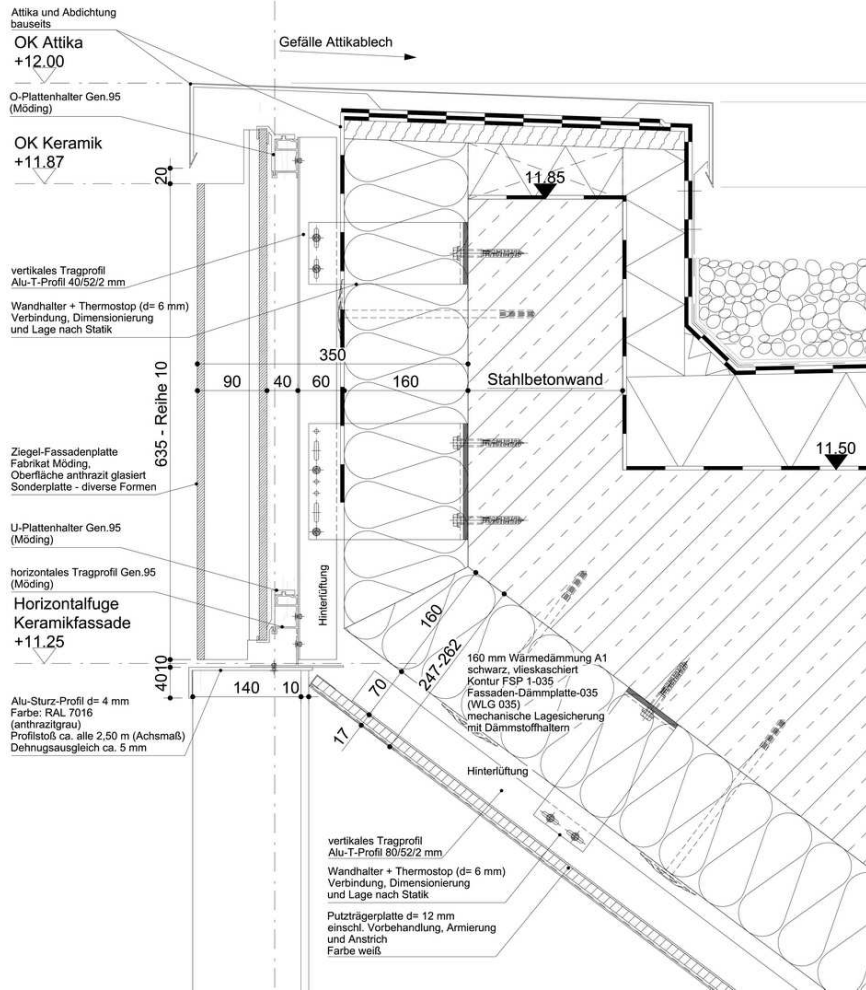 Attika und Abdichtung
bauseits
OK Attika
+12.00
Gefälle Attikablech
O-Plattenhalter Gen.95
(Möding)
OK Keramik
+11.87
20
11.85
vertikales Tragprofil
Alu-T-Profil 40/52/2 mm
Wandhalter + Thermostop (d= 6 mm)
Verbindung, Dimensionierung
und Lage nach Statik
350
90
40
60
160
Stahlbetonwand
635 - Reihe 10
11.50
Ziegel-Fassadenplatte
Fabrikat Möding,
Oberfläche anthrazit glasiert
Sonderplatte - diverse Formen
U-Plattenhalter Gen.95
(Möding)
horizontales Tragprofil Gen.95
(Möding)
Hinterlüftung
Horizontalfuge
Keramikfassade
+11.25
10
40
140
10
160
247-262
70
17
160 mm Wärmedämmung A1
schwarz, vlieskaschiert
Kontur FSP 1-035
Fassaden-Dämmplatte-035
(WLG 035)
mechanische Lagesicherung
mit Dämmstoffhaltern
Alu-Sturz-Profil d= 4 mm
Farbe: RAL 7016
(anthrazitgrau)
Profilstoß ca. alle 2,50 m (Achsmaß)
Dehnugsausgleich ca. 5 mm
Hinterlüftung
vertikales Tragprofil
Alu-T-Profil 80/52/2 mm
Wandhalter + Thermostop (d= 6 mm)
Verbindung, Dimensionierung
und Lage nach Statik
Putzträgerplatte d= 12 mm
einschl. Vorbehandlung, Armierung
und Anstrich
Farbe weiß